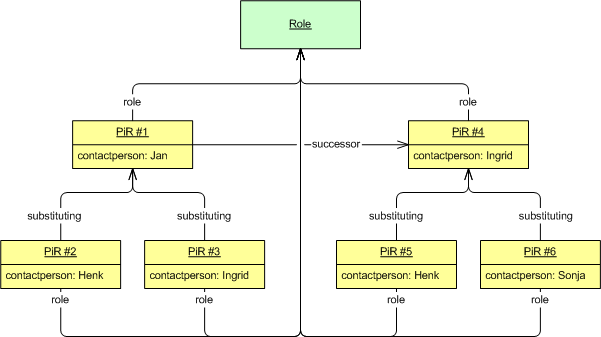 Role
role
role
PiR #1
contactperson: Jan
successor
PiR #4
contactperson: Ingrid
substituting
substituting
substituting
substituting
PiR #2
contactperson: Henk
PiR #3
contactperson: Ingrid
PiR #5
contactperson: Henk
PiR #6
contactperson: Sonja
role
role
role
role